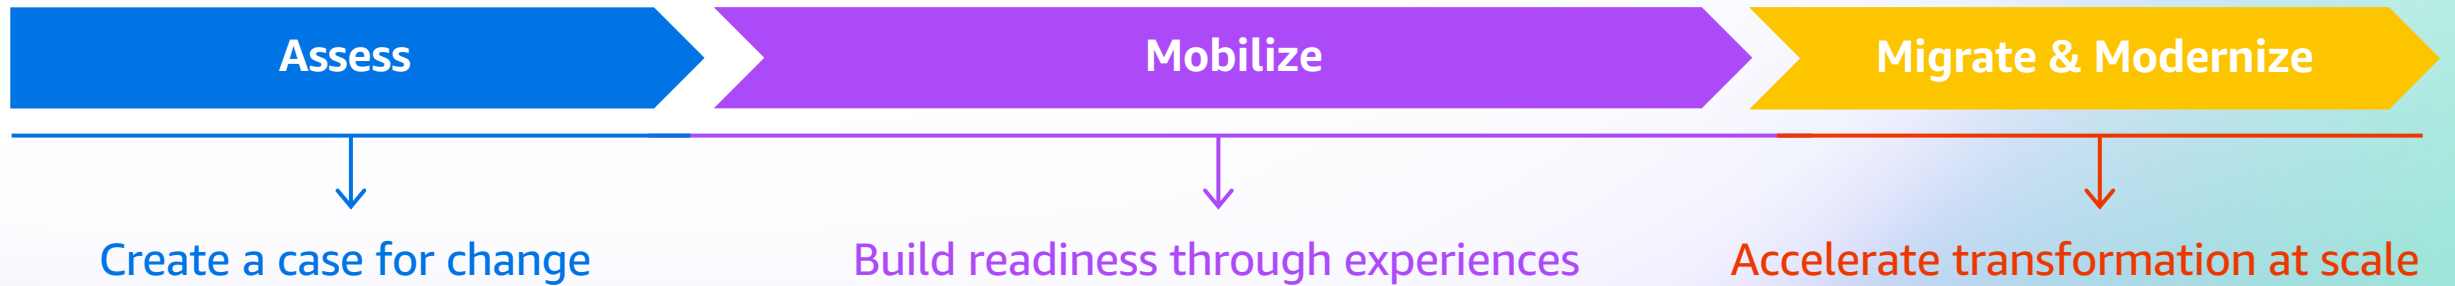 Assess
Mobilize
Migrate & Modernize
Create a case for change
Build readiness through experiences
Accelerate transformation at scale